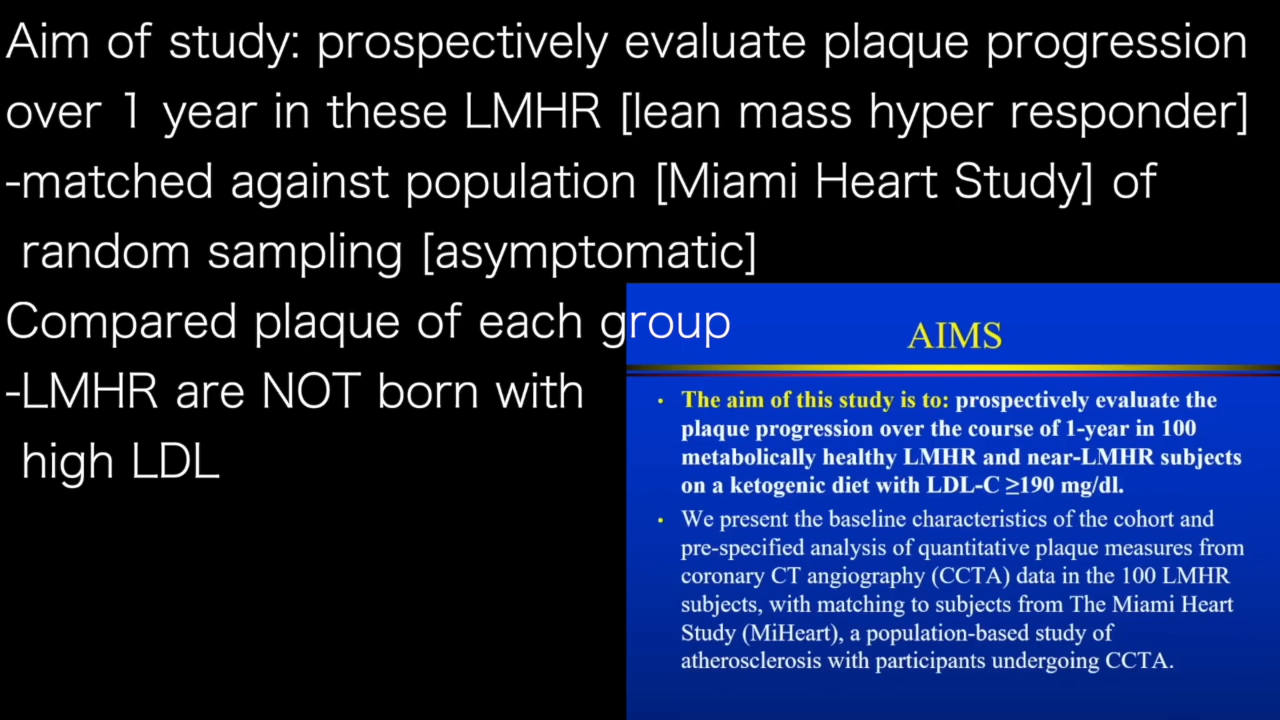 Aim of study: prospectively evaluate plaque progression
over 1 year in these LMHR [lean mass hyper responder]
-matched against population [Miami Heart Study] of
random sampling [asymptomatic]
Compared plaque of each group
-LMHR are NOT born with
high LDL
AIMS
• The aim of this study is to: prospectively evaluate the
plaque progression over the course of 1-year in 100
metabolically healthy LMHR and near-LMHR subjects
on a ketogenic diet with LDL-C ≥190 mg/dl.
• We present the baseline characteristics of the cohort and
pre-specified analysis of quantitative plaque measures from
coronary CT angiography (CCTA) data in the 100 LMHR
subjects, with matching to subjects from The Miami Heart
Study (MiHeart), a population-based study of
atherosclerosis with participants undergoing CCTA.